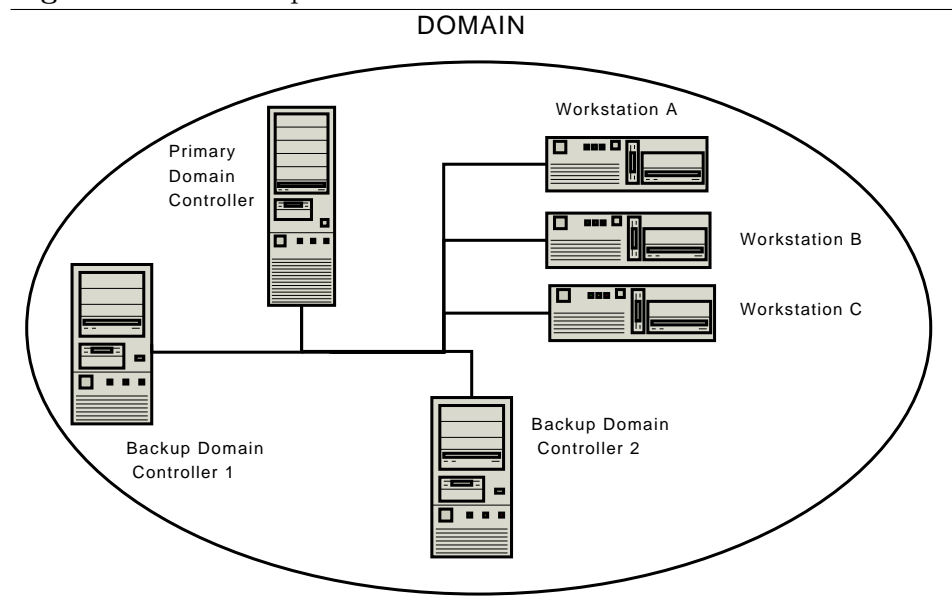 DOMAIN
Workstation A
Primary
Domain
Controller
Workstation B
Workstation C
Backup Domain
Controller 2
Backup Domain
Controller 1